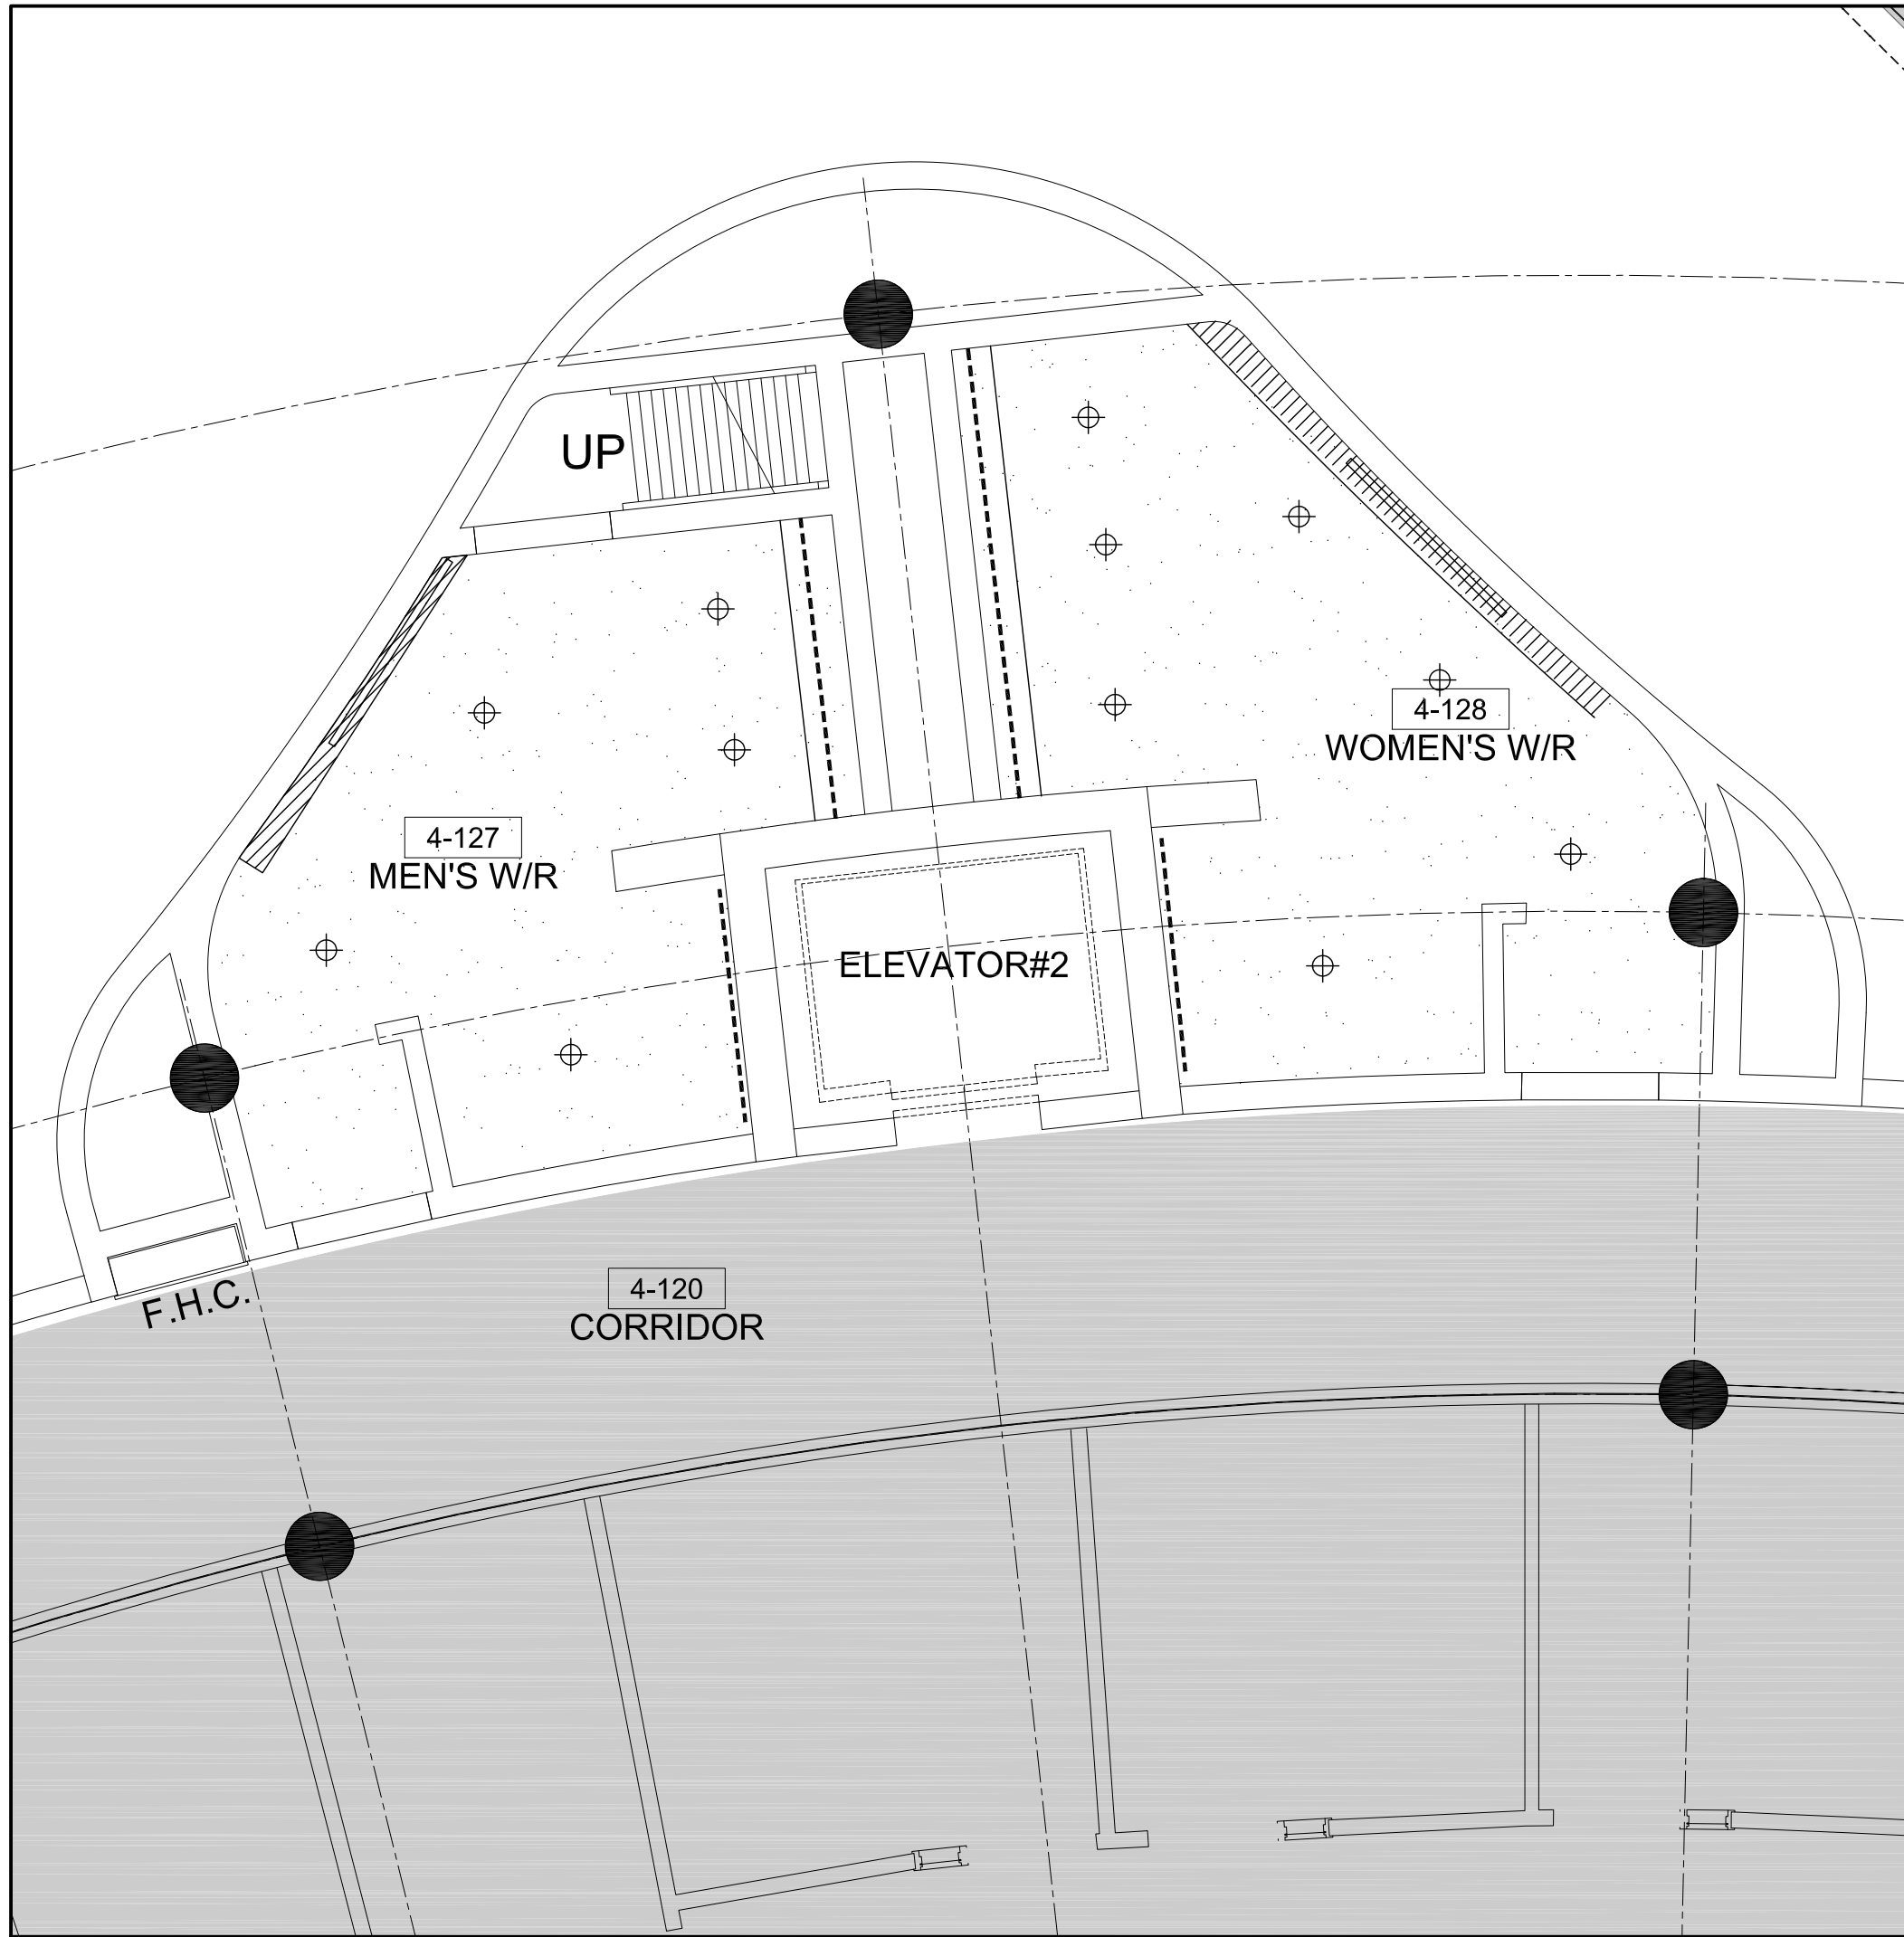 UP
4-128
WOMEN'S W/R
4-127
MEN'S W/R
ELEVATOR#2
F.H.C.
4-120
CORRIDOR